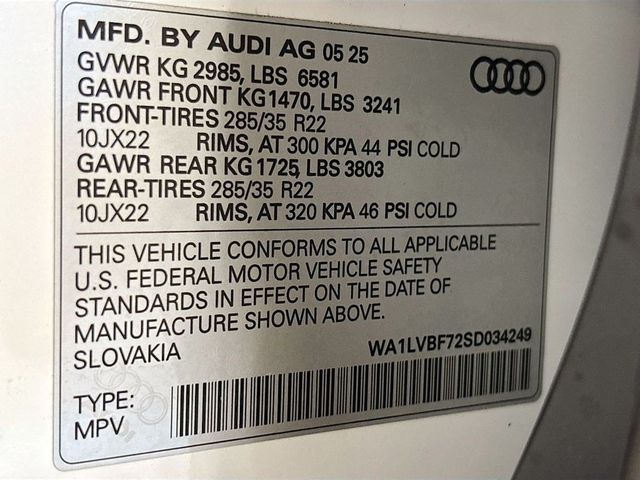 MFD. BY AUDI AG 05 25
GVWR KG 2985, LBS 6581
GAWR FRONT KG1470, LBS 3241
FRONT-TIRES 285/35 R22
10JX22 RIMS, AT 300 KPA 44 PSI COLD
GAWR REAR KG 1725, LBS 3803
REAR-TIRES 285/35 R22
10JX22 RIMS, AT 320 KPA 46 PSI COLD
THIS VEHICLE CONFORMS TO ALL APPLICABLE
U.S. FEDERAL MOTOR VEHICLE SAFETY
STANDARDS IN EFFECT ON THE DATE OF
MANUFACTURE SHOWN ABOVE.
SLOVAKIA WA1LVBF72SD034249
TYPE:
MPV